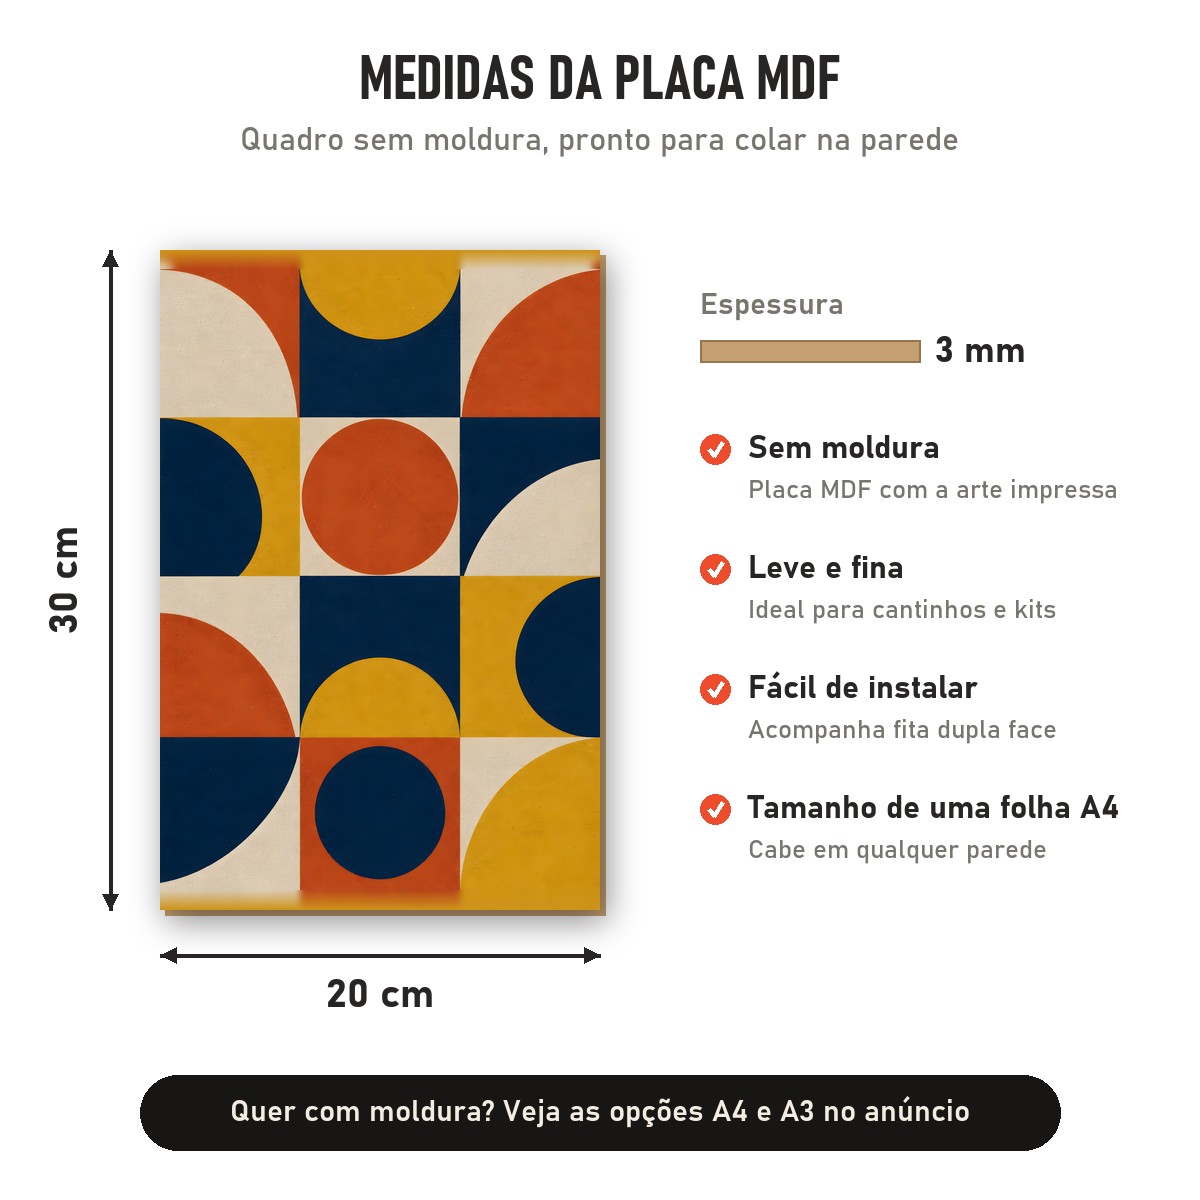 MEDIDAS DA PLACA MDF
Quadro sem moldura, pronto para colar na parede
30 cm
20 cm
Espessura
3 mm
Sem moldura
Placa MDF com a arte impressa
Leve e fina
Ideal para cantinhos e kits
Fácil de instalar
Acompanha fita dupla face
Tamanho de uma folha A4
Cabe em qualquer parede
Quer com moldura? Veja as opções A4 e A3 no anúncio